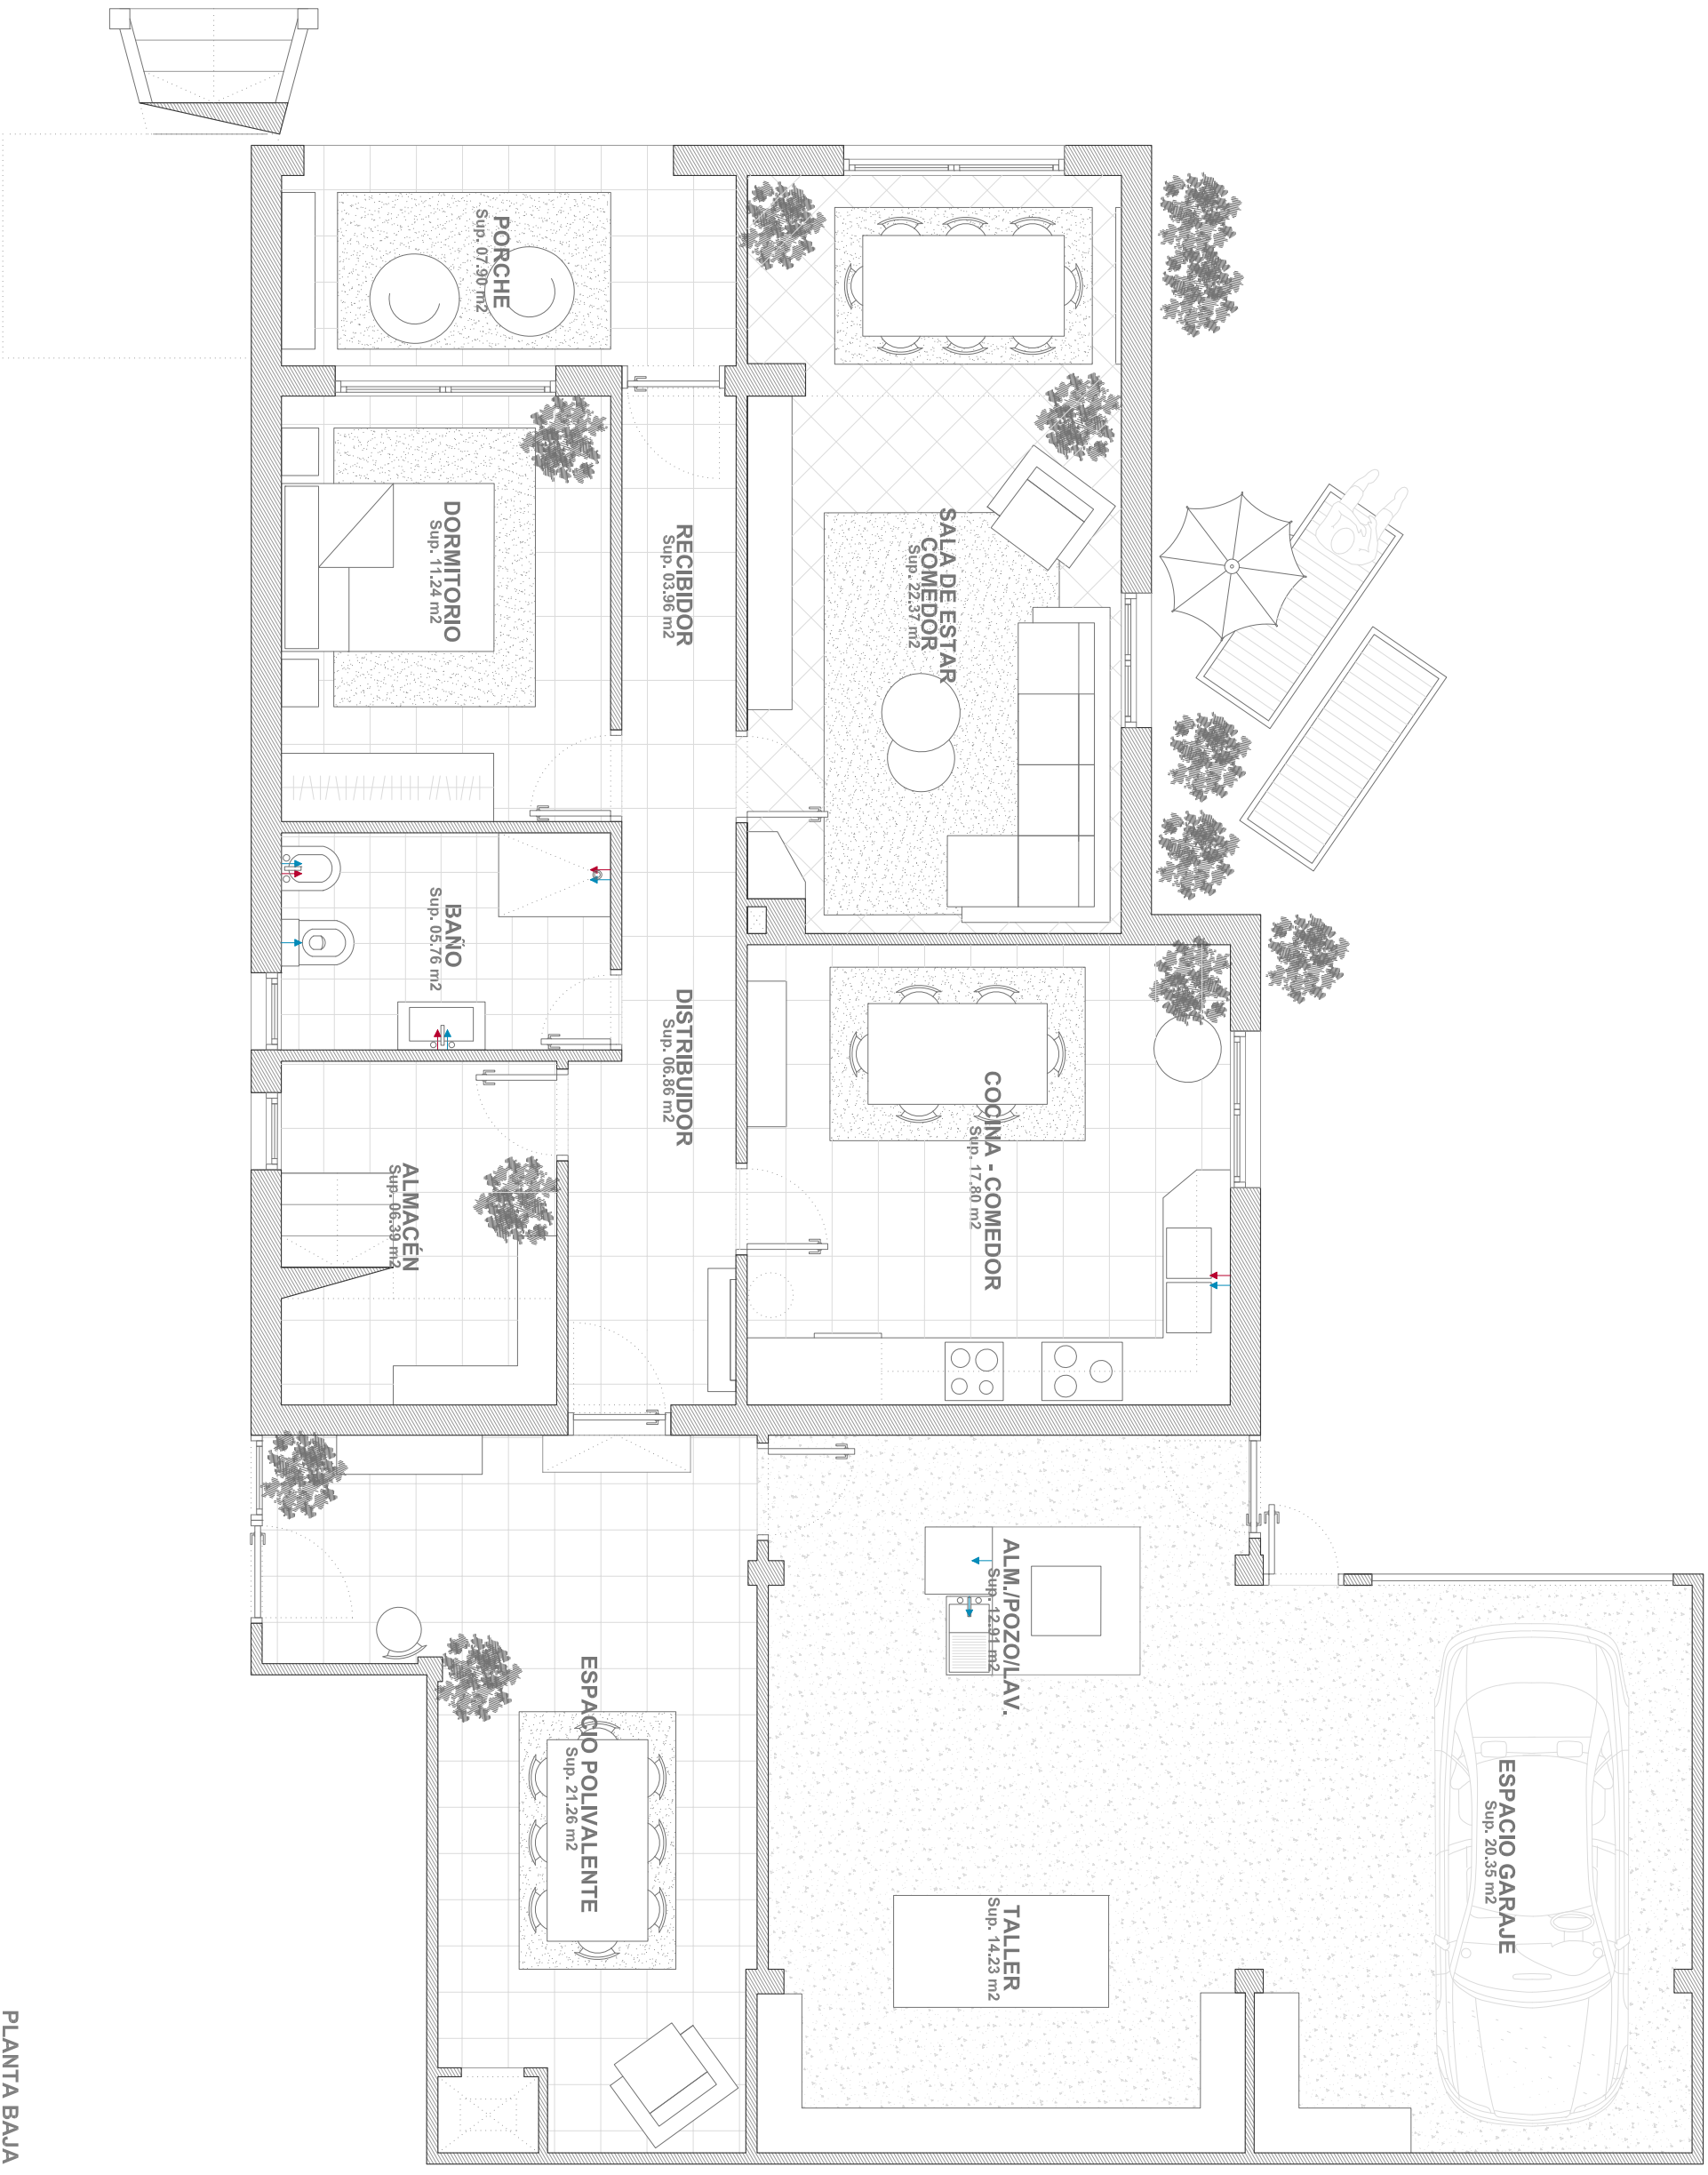 PORCHE
Sup. 07.90 m2
DORMITORIO
Sup. 11.24 m2
RECIBIDOR
Sup. 03.96 m2
SALA DE ESTAR
COMEDOR
Sup. 22.37 m2
BAÑO
Sup. 05.76 m2
DISTRIBUIDOR
Sup. 06.86 m2
COCINA - COMEDOR
Sup. 17.80 m2
ALMACÉN
Sup. 06.39 m2
ALM./POZO/LAV.
Sup. 12.91 m2
ESPACIO POLIVALENTE
Sup. 21.26 m2
TALLER
Sup. 14.23 m2
ESPACIO GARAJE
Sup. 20.35 m2
PLANTA BAJA